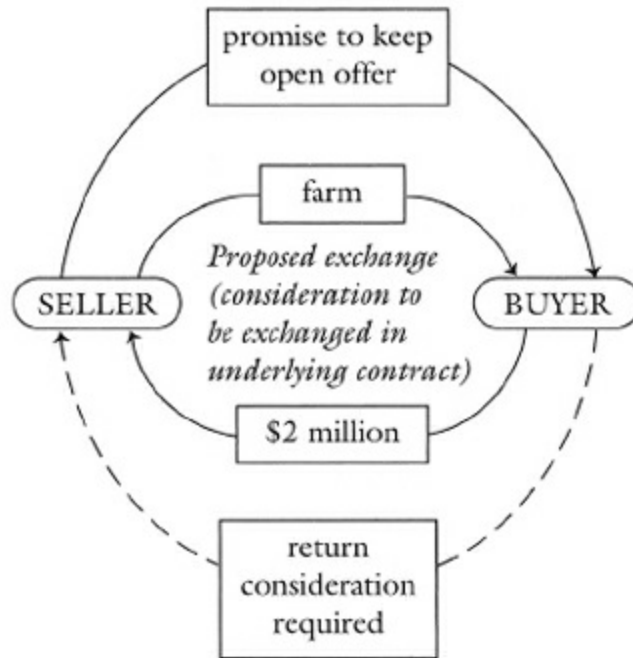 promise to keep
open offer
farm
Proposed exchange
(consideration to
be exchanged in
underlying contract)
SELLER
BUYER
$2 million
return
consideration
required